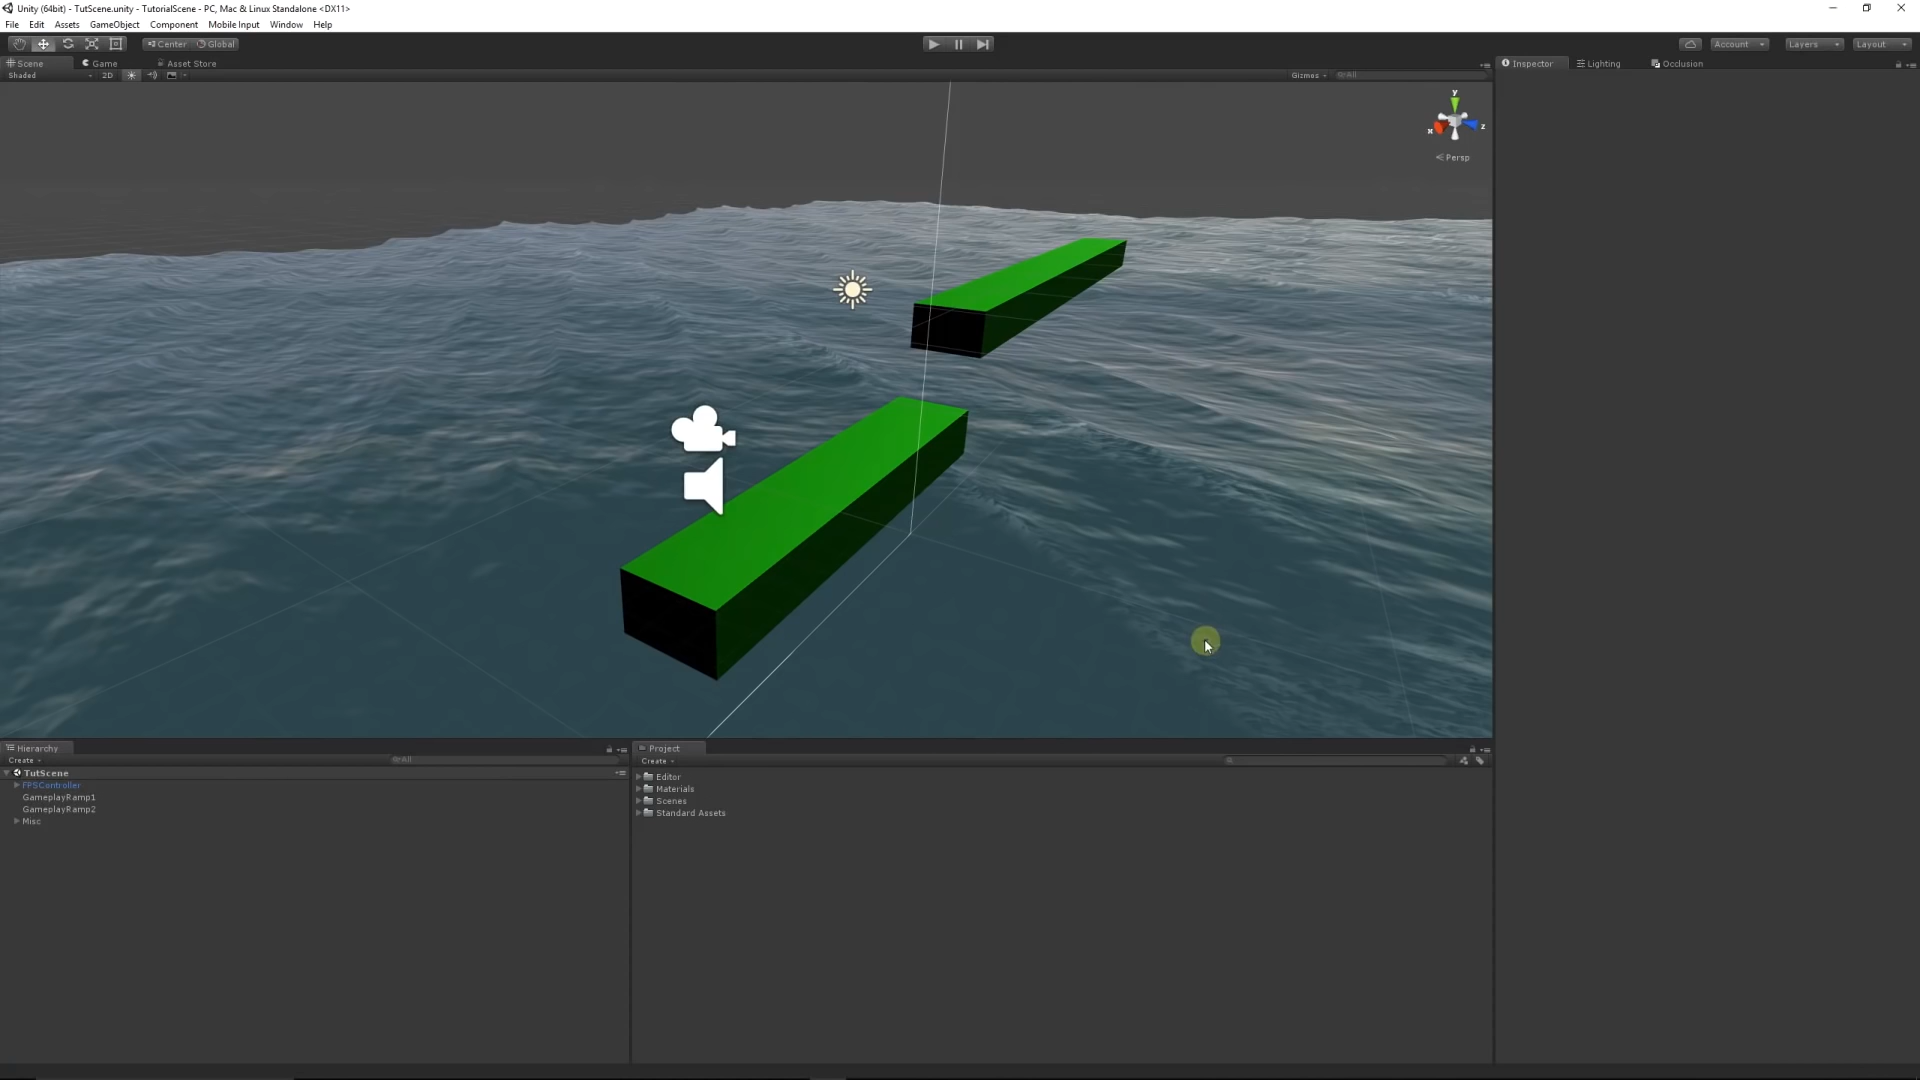 Unity (64bit) - TutScene.unity - TutorialScene - PC, Mac & Linux Standalone <DX11>
File Edit Assets GameObject Component Mobile Input Window Help
Center Global Account Layers Layout
Scene Game Asset Store Inspector Lighting Occlusion
Shaded 2D Gizmos All
y
x z
Persp
Hierarchy Project
Create All Create
TutScene
FPSController
GameplayRamp1
GameplayRamp2
Misc
Editor
Materials
Scenes
Standard Assets